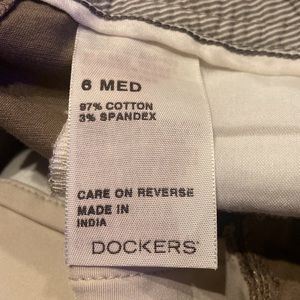 6 MED
97% COTTON
3% SPANDEX
CARE ON REVERSE
MADE IN
INDIA
DOCKERS